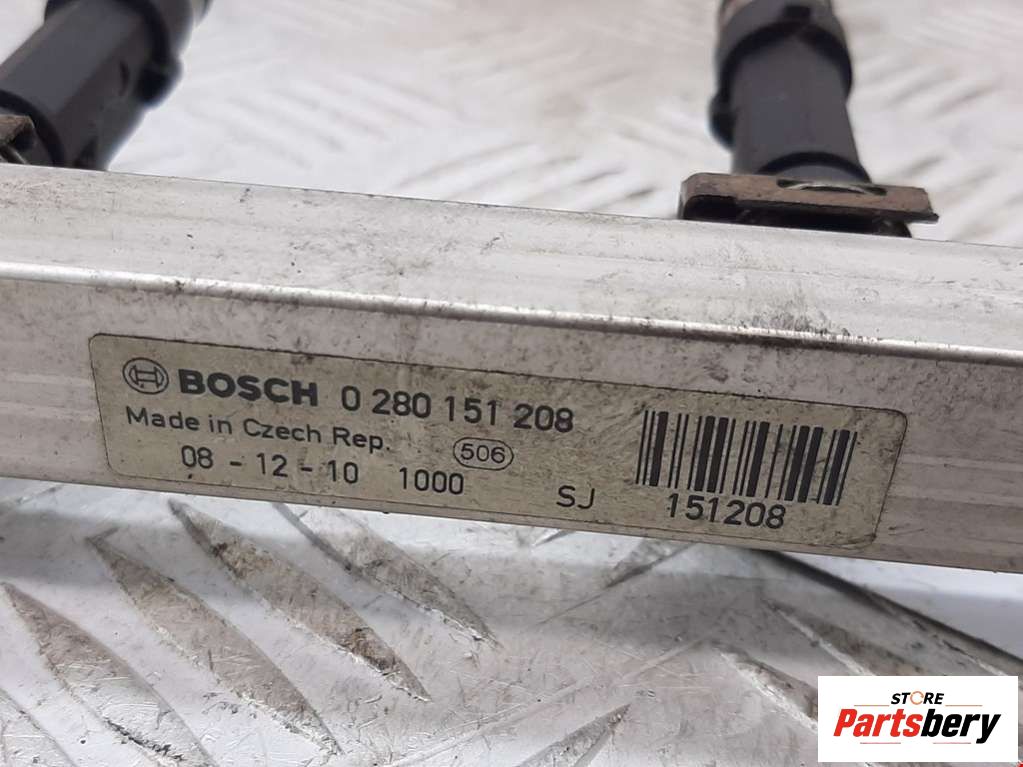 BOSCH 0 280 151 208
Made in Czech Rep. 506
08 - 12 - 10 1000 SJ
151208
STORE
Partsbery